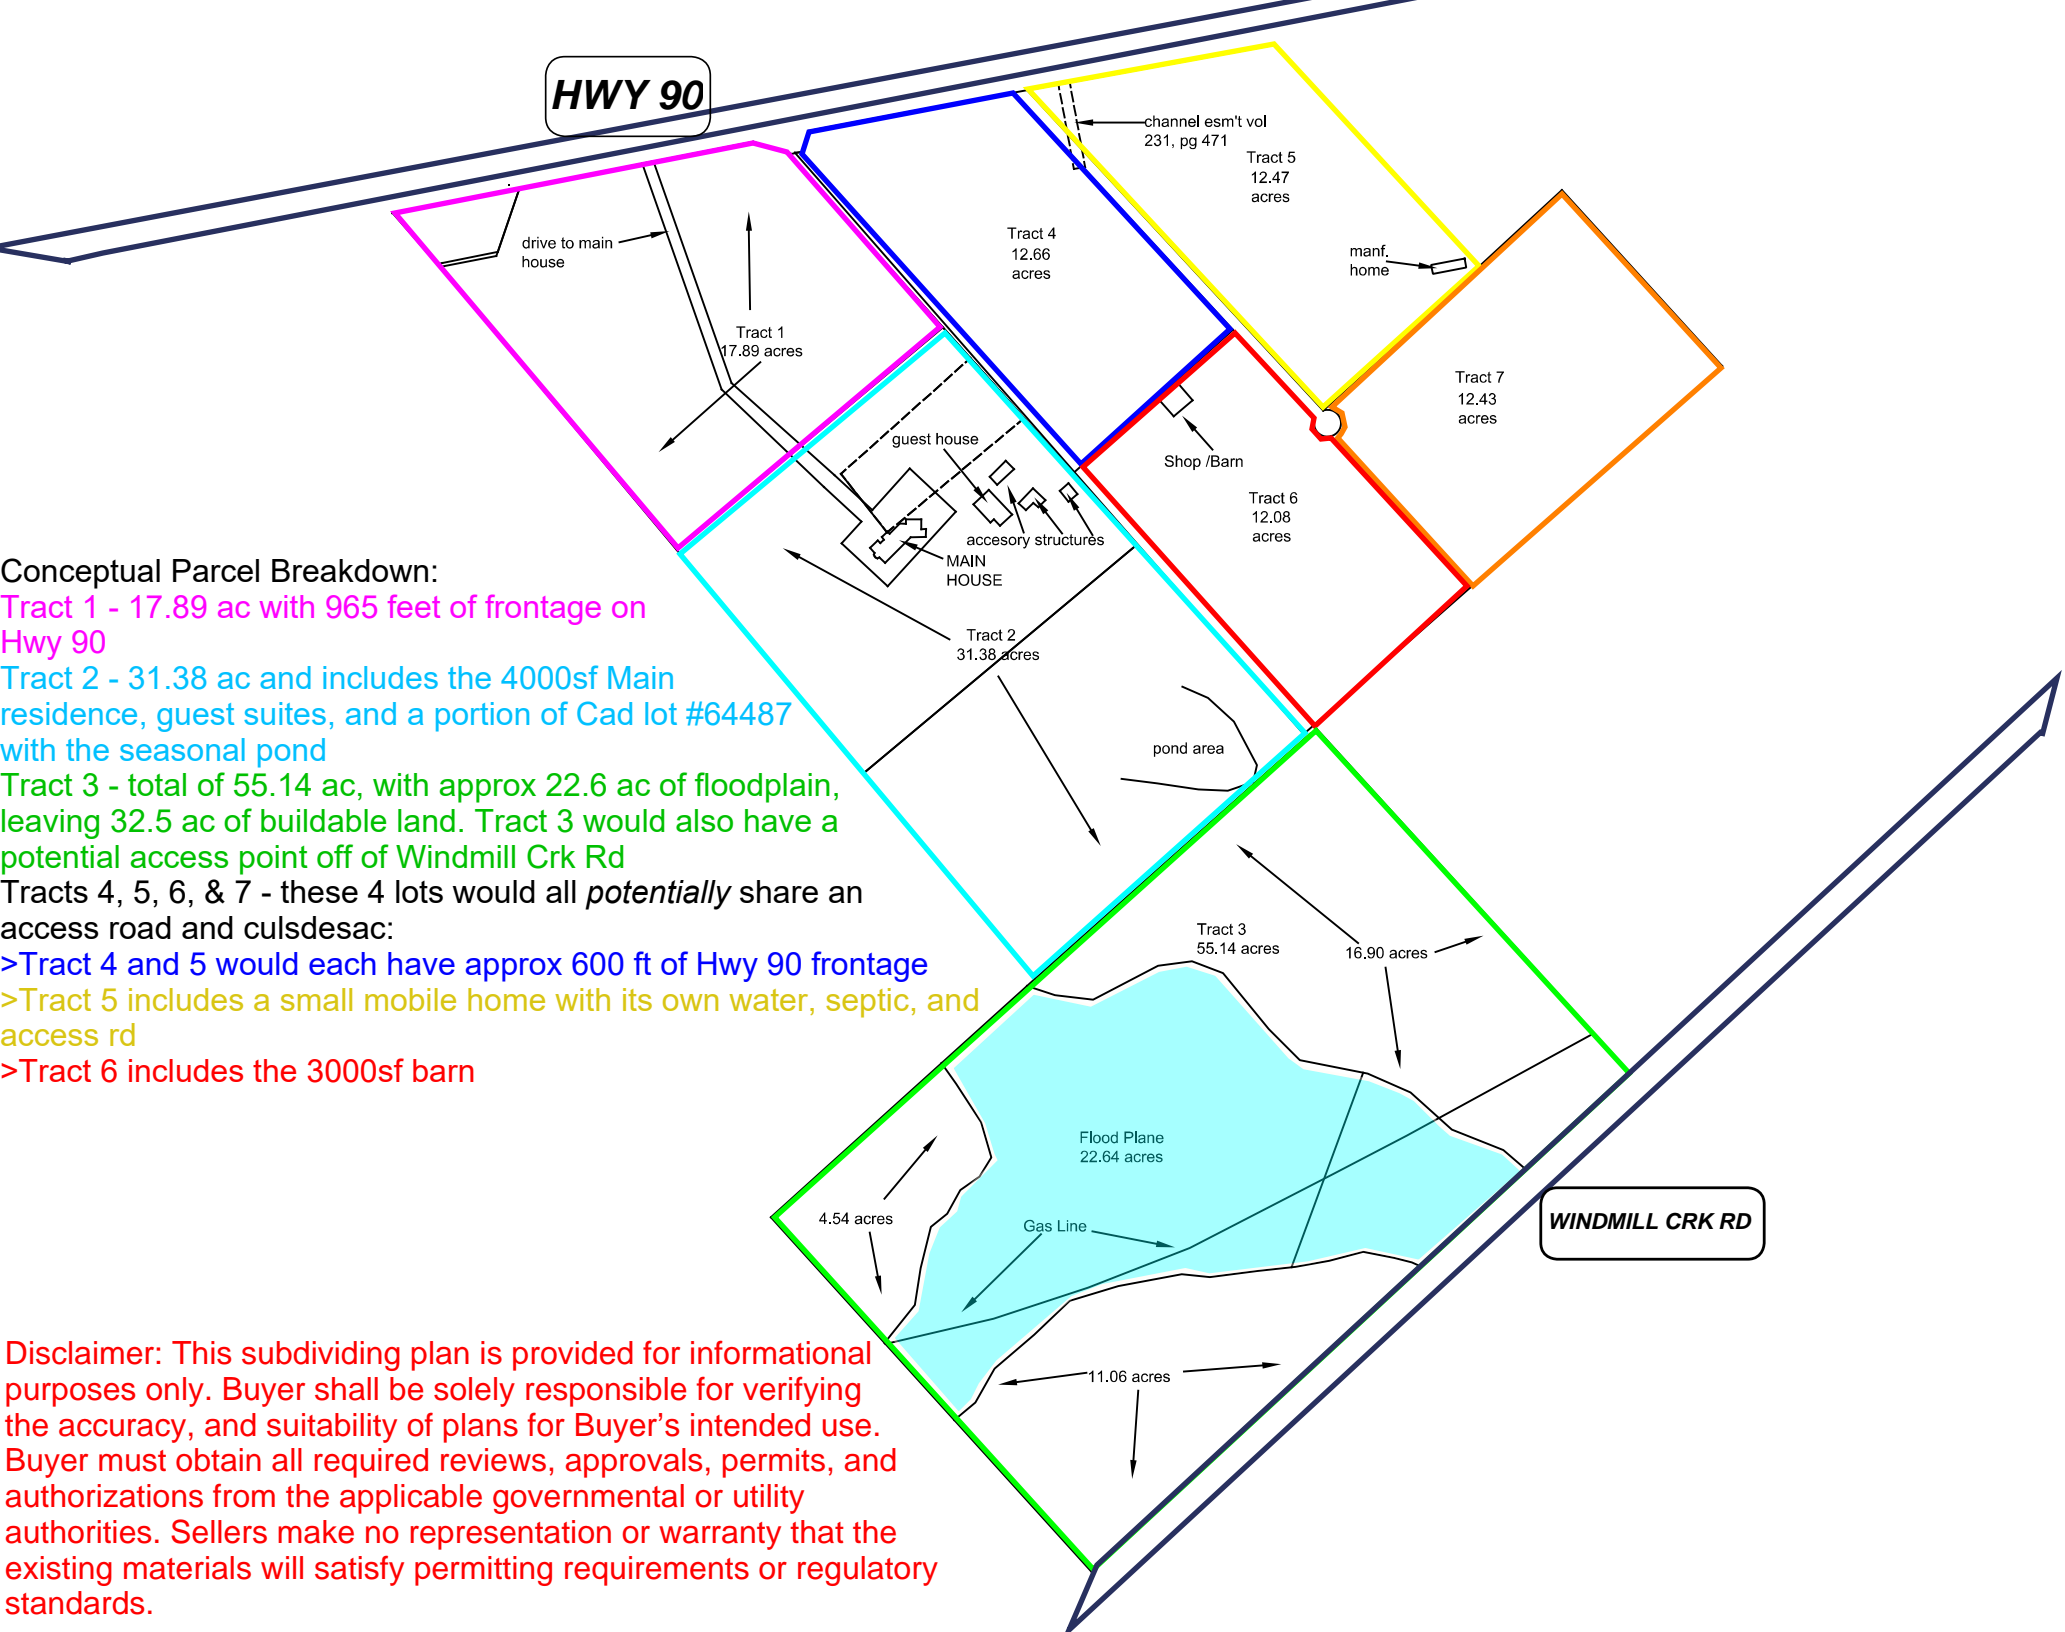 HWY 90
channel esm't vol
231, pg 471
Tract 5
12.47
acres
Tract 4
12.66
acres
drive to main
house
manf.
home
Tract 1
17.89 acres
Tract 7
12.43
acres
guest house
Shop /Barn
Tract 6
12.08
acres
accesory structures
MAIN
HOUSE
Tract 2
31.38 acres
pond area
Conceptual Parcel Breakdown:
Tract 1 - 17.89 ac with 965 feet of frontage on
Hwy 90
Tract 2 - 31.38 ac and includes the 4000sf Main
residence, guest suites, and a portion of Cad lot #64487
with the seasonal pond
Tract 3 - total of 55.14 ac, with approx 22.6 ac of floodplain,
leaving 32.5 ac of buildable land. Tract 3 would also have a
potential access point off of Windmill Crk Rd
Tracts 4, 5, 6, & 7 - these 4 lots would all potentially share an
access road and culsdesac:
>Tract 4 and 5 would each have approx 600 ft of Hwy 90 frontage
>Tract 5 includes a small mobile home with its own water, septic, and
access rd
>Tract 6 includes the 3000sf barn
Tract 3
55.14 acres
16.90 acres
Flood Plane
22.64 acres
4.54 acres
Gas Line
WINDMILL CRK RD
11.06 acres
Disclaimer: This subdividing plan is provided for informational
purposes only. Buyer shall be solely responsible for verifying
the accuracy, and suitability of plans for Buyer’s intended use.
Buyer must obtain all required reviews, approvals, permits, and
authorizations from the applicable governmental or utility
authorities. Sellers make no representation or warranty that the
existing materials will satisfy permitting requirements or regulatory
standards.